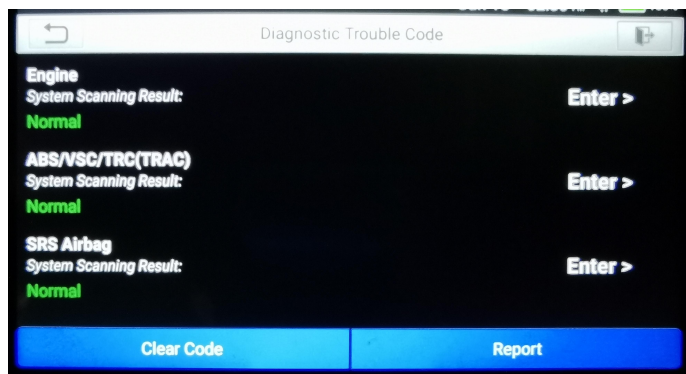 Diagnostic Trouble Code
Engine
System Scanning Result:
Enter >
Normal
ABS/VSC/TRC(TRAC)
System Scanning Result:
Enter >
Normal
SRS Airbag
System Scanning Result:
Enter >
Normal
Clear Code
Report